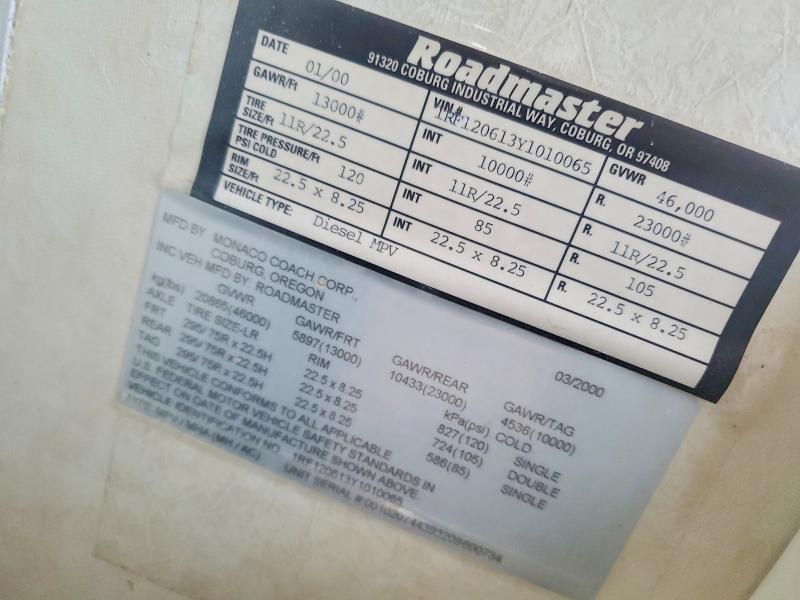 Roadmaster
91320 COBURG INDUSTRIAL WAY, COBURG, OR 97408
DATE 01/00 VIN # 1RF120613Y1010065 GVWR 46,000
GAWR/Ft 13000# INT 10000# R. 23000#
TIRE SIZE/Ft 11R/22.5 INT 11R/22.5 R. 11R/22.5
TIRE PRESSURE/Ft PSI COLD 120 INT 85 R. 105
RIM SIZE/Ft 22.5 x 8.25 INT 22.5 x 8.25 R. 22.5 x 8.25
VEHICLE TYPE: Diesel MPV
MFD BY MONACO COACH CORP.,
COBURG, OREGON 03/2000
INC VEH MFD BY ROADMASTER
GVWR GAWR/FRT GAWR/REAR GAWR/TAG
kg(lbs) 20865(46000) 5897(13000) 10433(23000) 4536(10000)
AXLE TIRE SIZE-LR RIM kPa(psi) COLD
FRT 295/ 75R x 22.5H 22.5 x 8.25 827(120) SINGLE
REAR 295/ 75R x 22.5H 22.5 x 8.25 724(105) DOUBLE
TAG 295/ 75R x 22.5H 22.5 x 8.25 586(85) SINGLE
THIS VEHICLE CONFORMS TO ALL APPLICABLE
U.S. FEDERAL MOTOR VEHICLE SAFETY STANDARDS IN
EFFECT ON DATE OF MANUFACTURE SHOWN ABOVE
VEHICLE IDENTIFICATION NO. 1RF120613Y1010065
TYPE MPV / MHA (MH / AC)
UNIT SERIAL #